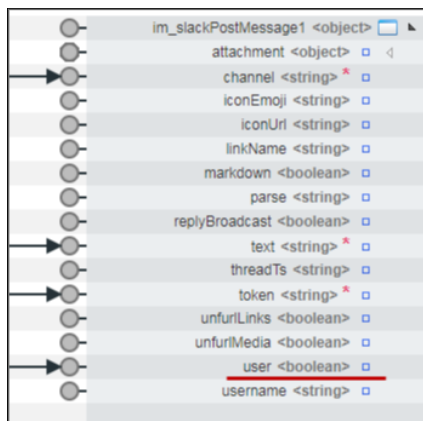 im_slackPostMessage1 <object>
attachment <object>
channel <string> *
iconEmoji <string>
iconUrl <string>
linkName <string>
markdown <boolean>
parse <string>
replyBroadcast <boolean>
text <string> *
threadTs <string>
token <string> *
unfurlLinks <boolean>
unfurlMedia <boolean>
user <boolean>
username <string>